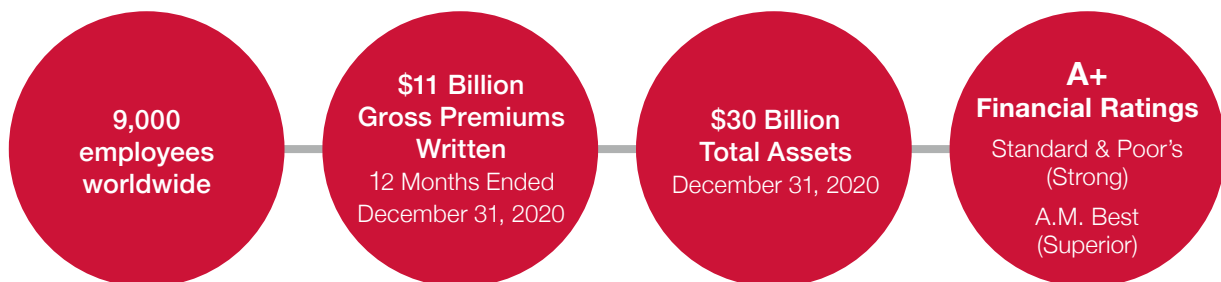 9,000
employees
worldwide
$11 Billion
Gross Premiums
Written
12 Months Ended
December 31, 2020
$30 Billion
Total Assets
December 31, 2020
A+
Financial Ratings
Standard & Poor’s
(Strong)
A.M. Best
(Superior)